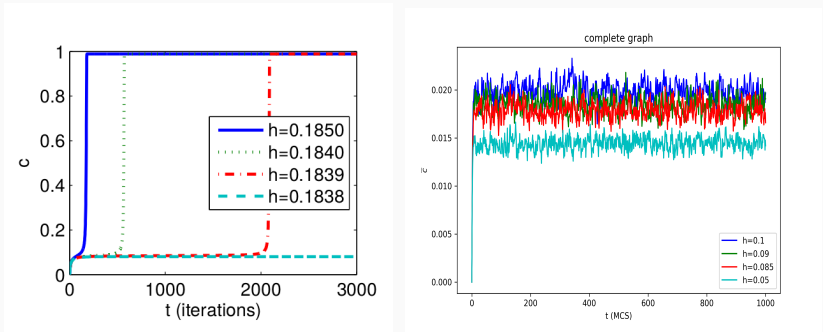 1
0.8
0.6
0.4
0.2
0
c
h=0.1850
h=0.1840
h=0.1839
h=0.1838
0 1000 2000 3000
t (iterations)
complete graph
0.020
0.015
0.010
0.005
0.000
c
h=0.1
h=0.09
h=0.085
h=0.05
0 200 400 600 800 1000
t (MCS)